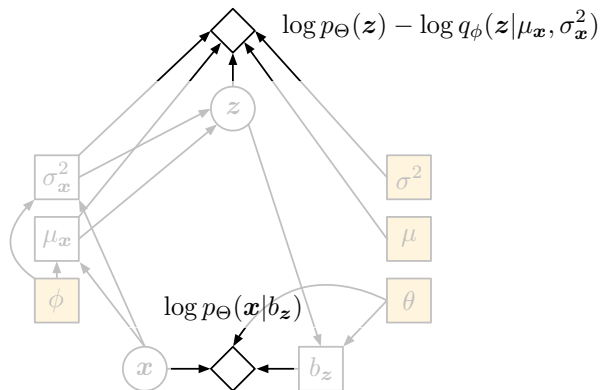 log p_Θ(z) − log q_ϕ(z|μ_x, σ_x^2)
z
σ_x^2
σ^2
μ_x
μ
log p_Θ(x|b_z)
ϕ
θ
x
b_z